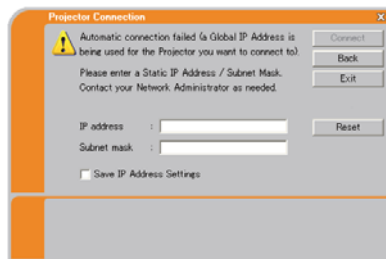 Projector Connection
X
Automatic connection failed (a Global IP Address is
being used for the Projector you want to connect to).
Please enter a Static IP Address / Subnet Mask.
Contact your Network Administrator as needed.
Connect
Back
Exit
IP address :
Reset
Subnet mask :
Save IP Address Settings